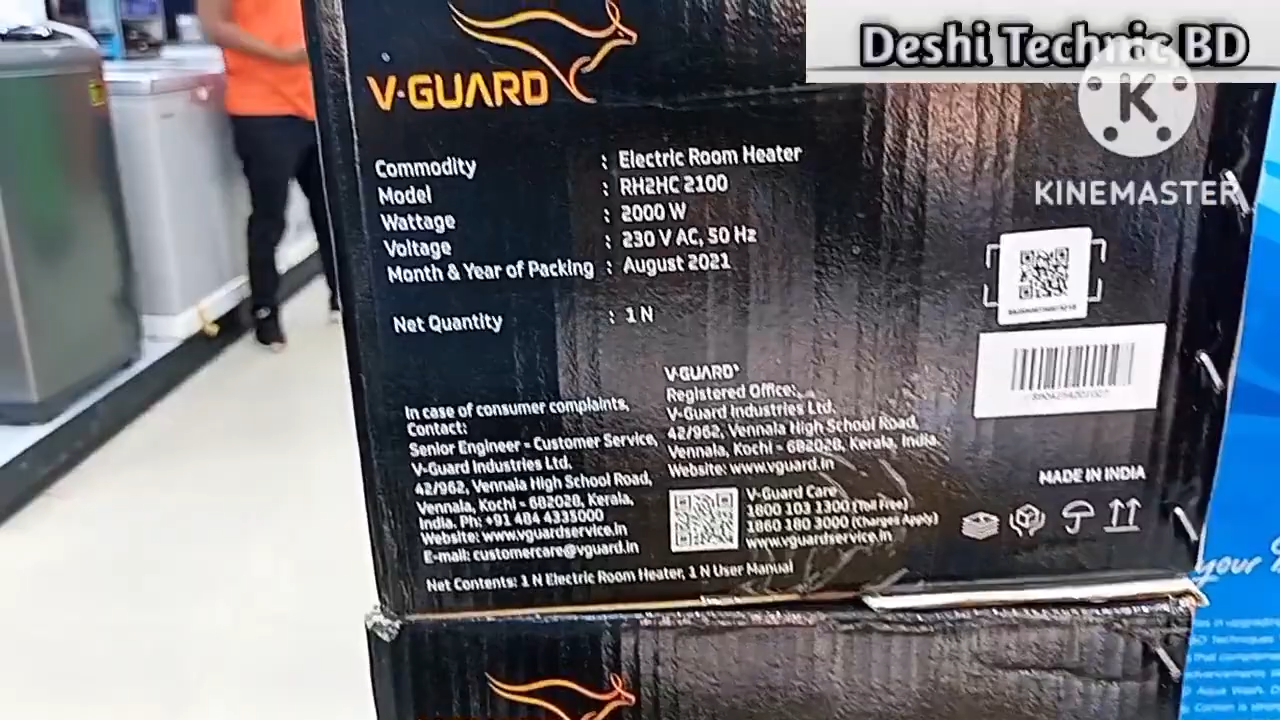 Deshi Technic BD
K
KINEMASTER
V-GUARD
Commodity : Electric Room Heater
Model : RH2HC 2100
Wattage : 2000 W
Voltage : 230 V AC, 50 Hz
Month & Year of Packing : August 2021
Net Quantity : 1 N
In case of consumer complaints,
Contact:
Senior Engineer - Customer Service,
V-Guard Industries Ltd.
42/962, Vennala High School Road,
Vennala, Kochi - 682028, Kerala,
India. Ph: +91 484 4335000
Website: www.vguardservice.in
E-mail: customercare@vguard.in
V-GUARD
Registered Office:
V-Guard Industries Ltd.
42/962, Vennala High School Road,
Vennala, Kochi - 682028, Kerala, India.
Website: www.vguard.in
V-Guard Care
1800 103 1300 (Toll Free)
1860 180 3000 (Charges Apply)
www.vguardservice.in
Net Contents: 1 N Electric Room Heater, 1 N User Manual
MADE IN INDIA
your